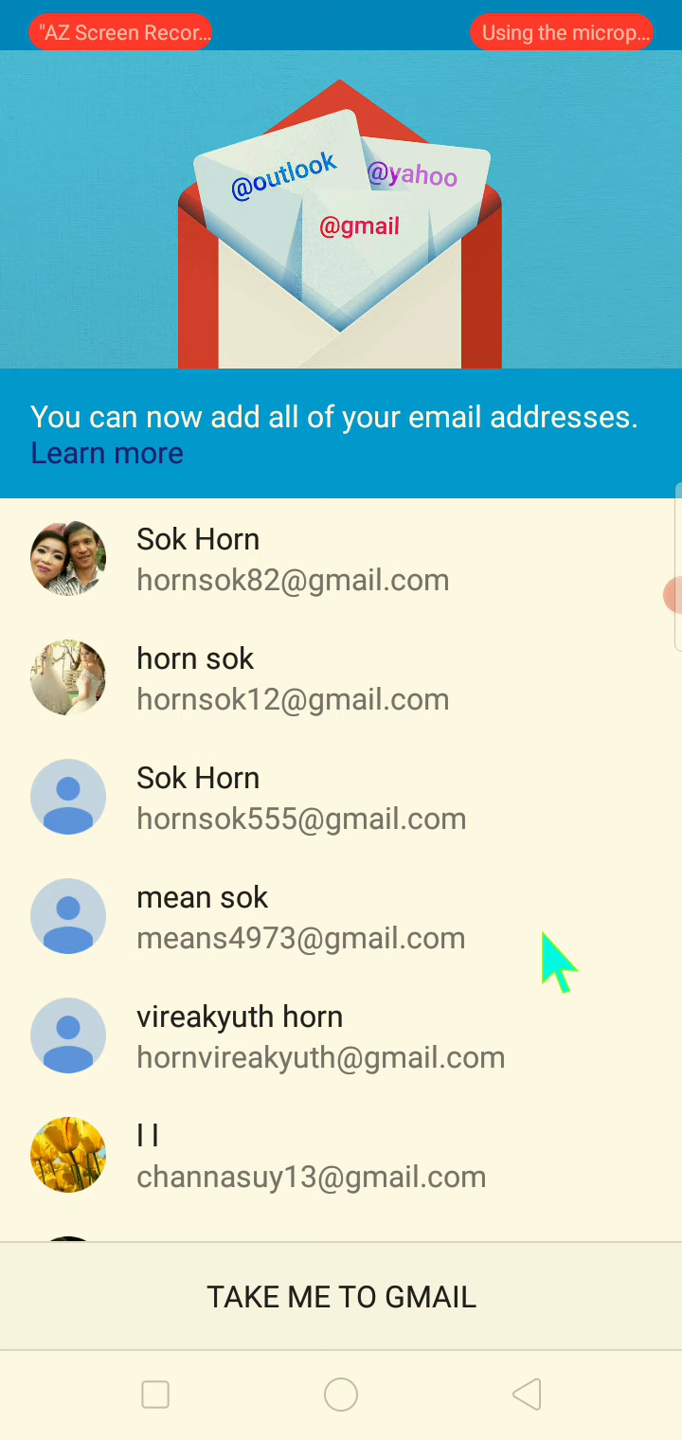 "AZ Screen Recor...
Using the microp...
@outlook
@yahoo
@gmail
You can now add all of your email addresses.
Learn more
Sok Horn
hornsok82@gmail.com
horn sok
hornsok12@gmail.com
Sok Horn
hornsok555@gmail.com
mean sok
means4973@gmail.com
vireakyuth horn
hornvireakyuth@gmail.com
l l
channasuy13@gmail.com
TAKE ME TO GMAIL